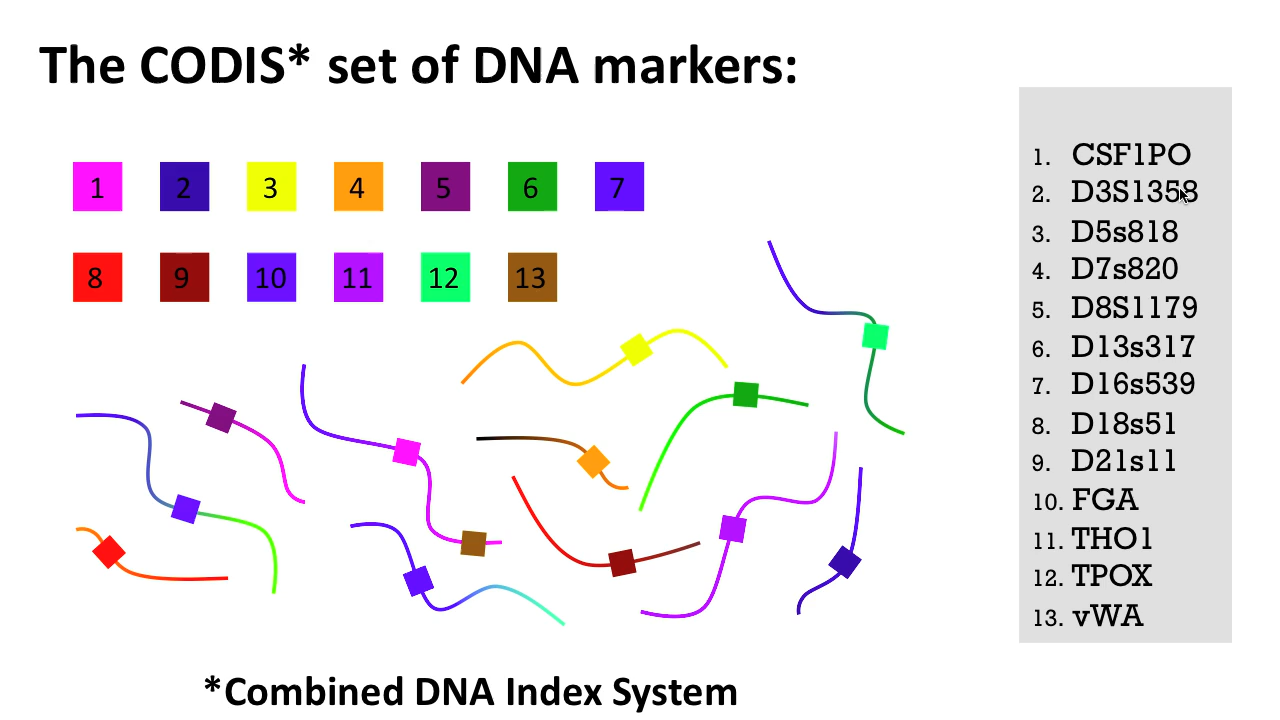 The CODIS* set of DNA markers:
1 2 3 4 5 6 7
8 9 10 11 12 13
1. CSF1PO
2. D3S1358
3. D5s818
4. D7s820
5. D8S1179
6. D13s317
7. D16s539
8. D18s51
9. D21s11
10. FGA
11. THO1
12. TPOX
13. vWA
*Combined DNA Index System